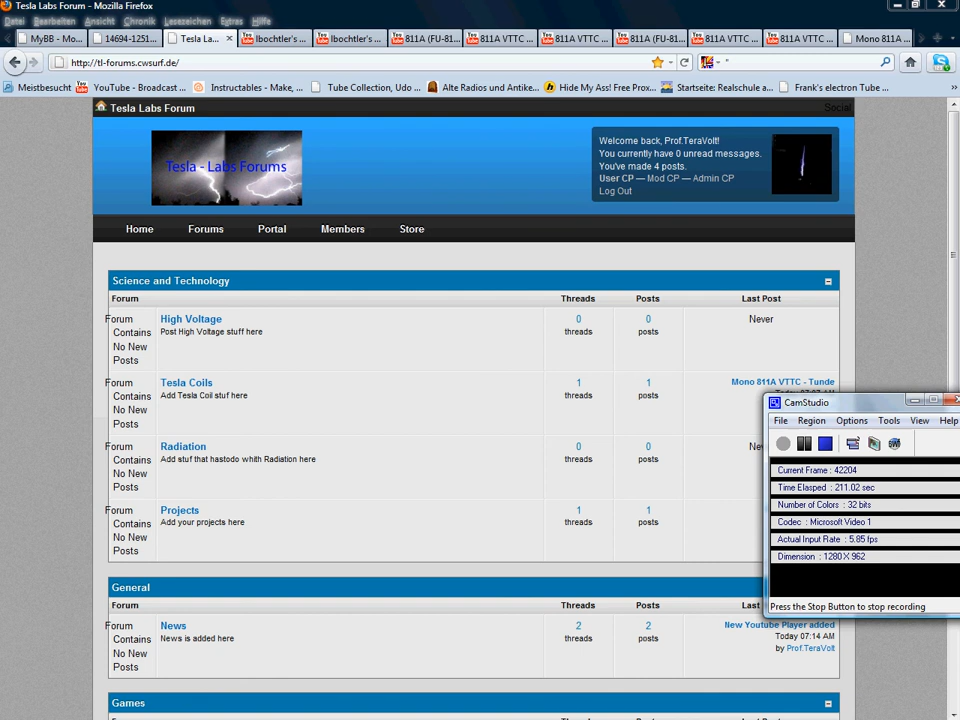 Tesla Labs Forum - Mozilla Firefox
Datei Bearbeiten Ansicht Chronik Lesezeichen Extras Hilfe
MyBB - Mo... 14694-1251... Tesla La... lbochtler's ... lbochtler's ... 811A (FU-81... 811A VTTC ... 811A VTTC ... 811A (FU-81... 811A VTTC ... 811A VTTC ... Mono 811A ...
http://tl-forums.cwsurf.de/
Meistbesucht YouTube - Broadcast ... Instructables - Make, ... Tube Collection, Udo ... Alte Radios und Antike... Hide My Ass! Free Prox... Startseite: Realschule a... Frank's electron Tube ...
Tesla Labs Forum
Social
Tesla - Labs Forums
Welcome back, Prof.TeraVolt!
You currently have 0 unread messages.
You've made 4 posts.
User CP — Mod CP — Admin CP
Log Out
Home Forums Portal Members Store
Science and Technology
Forum Threads Posts Last Post
Forum Contains No New Posts
High Voltage
Post High Voltage stuff here
0 threads
0 posts
Never
Forum Contains No New Posts
Tesla Coils
Add Tesla Coil stuf here
1 threads
1 posts
Mono 811A VTTC - Tunde
Forum Contains No New Posts
Radiation
Add stuf that hastodo whith Radiation here
0 threads
0 posts
Forum Contains No New Posts
Projects
Add your projects here
1 threads
1 posts
CamStudio
File Region Options Tools View Help
Current Frame : 42204
Time Elasped : 211.02 sec
Number of Colors : 32 bits
Codec : Microsoft Video 1
Actual Input Rate : 5.85 fps
Dimension : 1280 X 962
Press the Stop Button to stop recording
General
Forum Threads Posts Last
Forum Contains No New Posts
News
News is added here
2 threads
2 posts
New Youtube Player added
Today 07:14 AM
by Prof.TeraVolt
Games